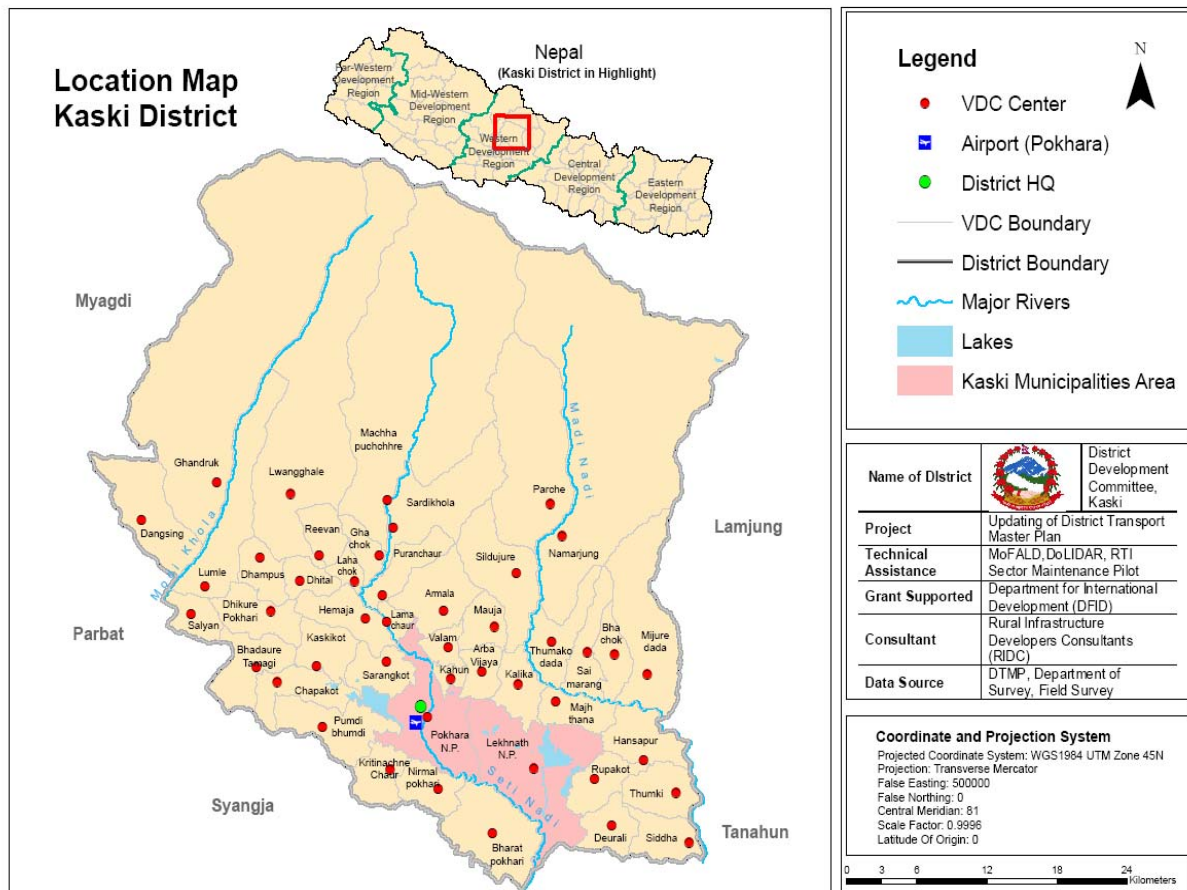 Location Map
Kaski District
Nepal
(Kaski District in Highlight)
Far-Western
Development
Region
Mid-Western
Development
Region
Western
Development
Region
Central
Development
Region
Eastern
Development
Region
Myagdi
Lamjung
Parbat
Syangja
Tanahun
Machha
puchohhre
Ghandruk
Lwangghale
Dangsing
Sardikhola
Parche
Madi Nadi
Namarjung
Reevan
Gha
chok
Puranchaur
Sildujure
Modi Khola
Lumle
Dhampus
Dhital
Laha
chok
Salyan
Dhikure
Pokhari
Hemaja
Lama
chaur
Armala
Mauja
Kaskikot
Valam
Arba
Vijaya
Thumako
dada
Bha
chok
Mijure
dada
Bhadaure
Tamagi
Chapakot
Sarangkot
Kahun
Kalika
Sai
marang
Majh
thana
Pumdi
bhumdi
Pokhara
N.P.
Lekhnath
N.P.
Hansapur
Kritinachne
Chaur
Nirmal
pokhari
Seti Nadi
Rupakot
Thumki
Bharat
pokhari
Deurali
Siddha
Legend
N
VDC Center
Airport (Pokhara)
District HQ
VDC Boundary
District Boundary
Major Rivers
Lakes
Kaski Municipalities Area
Name of District
District
Development
Committee,
Kaski
Project
Updating of District Transport
Master Plan
Technical
Assistance
MoFALD,DoLIDAR, RTI
Sector Maintenance Pilot
Grant Supported
Department for International
Development (DFID)
Consultant
Rural Infrastructure
Developers Consultants
(RIDC)
Data Source
DTMP, Department of
Survey, Field Survey
Coordinate and Projection System
Projected Coordinate System: WGS1984 UTM Zone 45N
Projection: Transverse Mercator
False Easting: 500000
False Northing: 0
Central Meridian: 81
Scale Factor: 0.9996
Latitude Of Origin: 0
0 3 6 12 18 24
Kilometers